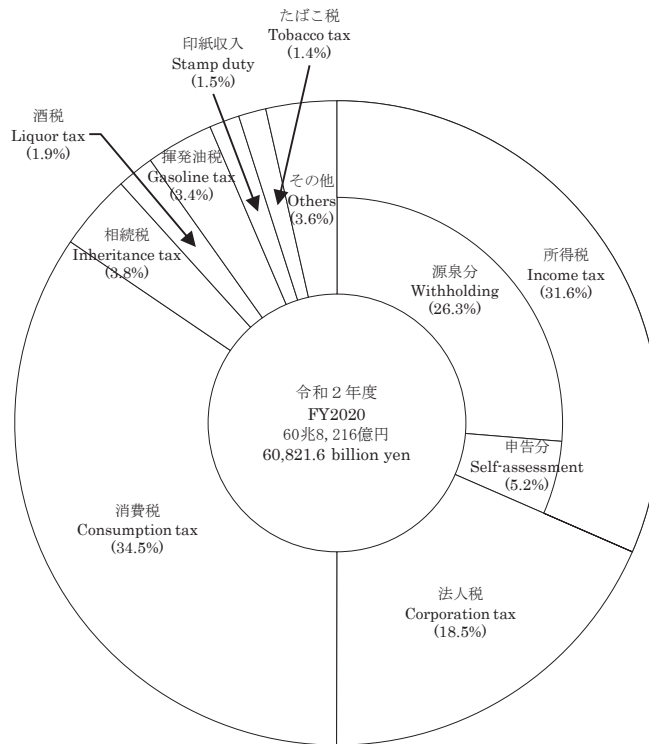 たばこ税
Tobacco tax
(1.4%)
印紙収入
Stamp duty
(1.5%)
酒税
Liquor tax
(1.9%)
揮発油税
Gasoline tax
(3.4%)
その他
Others
(3.6%)
相続税
Inheritance tax
(3.8%)
所得税
Income tax
(31.6%)
源泉分
Withholding
(26.3%)
令和２年度
FY2020
60兆8,216億円
60,821.6 billion yen
申告分
Self-assessment
(5.2%)
消費税
Consumption tax
(34.5%)
法人税
Corporation tax
(18.5%)